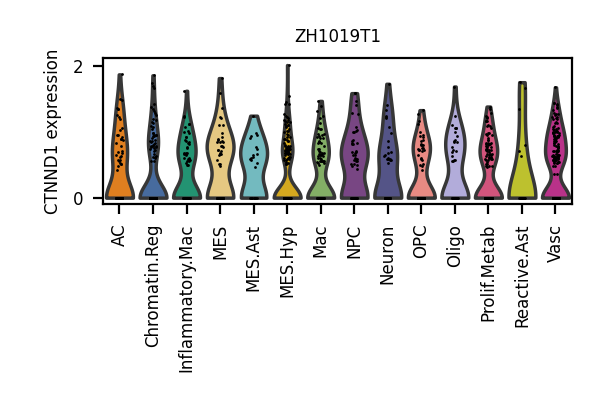 ZH1019T1
CTNND1 expression
2
0
AC
Chromatin.Reg
Inflammatory.Mac
MES
MES.Ast
MES.Hyp
Mac
NPC
Neuron
OPC
Oligo
Prolif.Metab
Reactive.Ast
Vasc